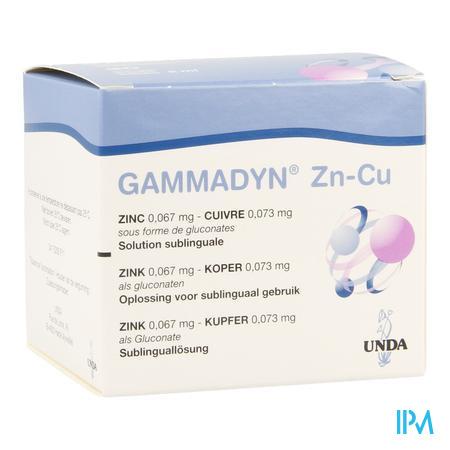 GAMMADYN® Zn-Cu
ZINC 0,067 mg - CUIVRE 0,073 mg
sous forme de gluconates
Solution sublinguale
ZINK 0,067 mg - KOPER 0,073 mg
als gluconaten
Oplossing voor sublinguaal gebruik
ZINK 0,067 mg - KUPFER 0,073 mg
als Gluconate
Sublinguallösung
UNDA
IPM